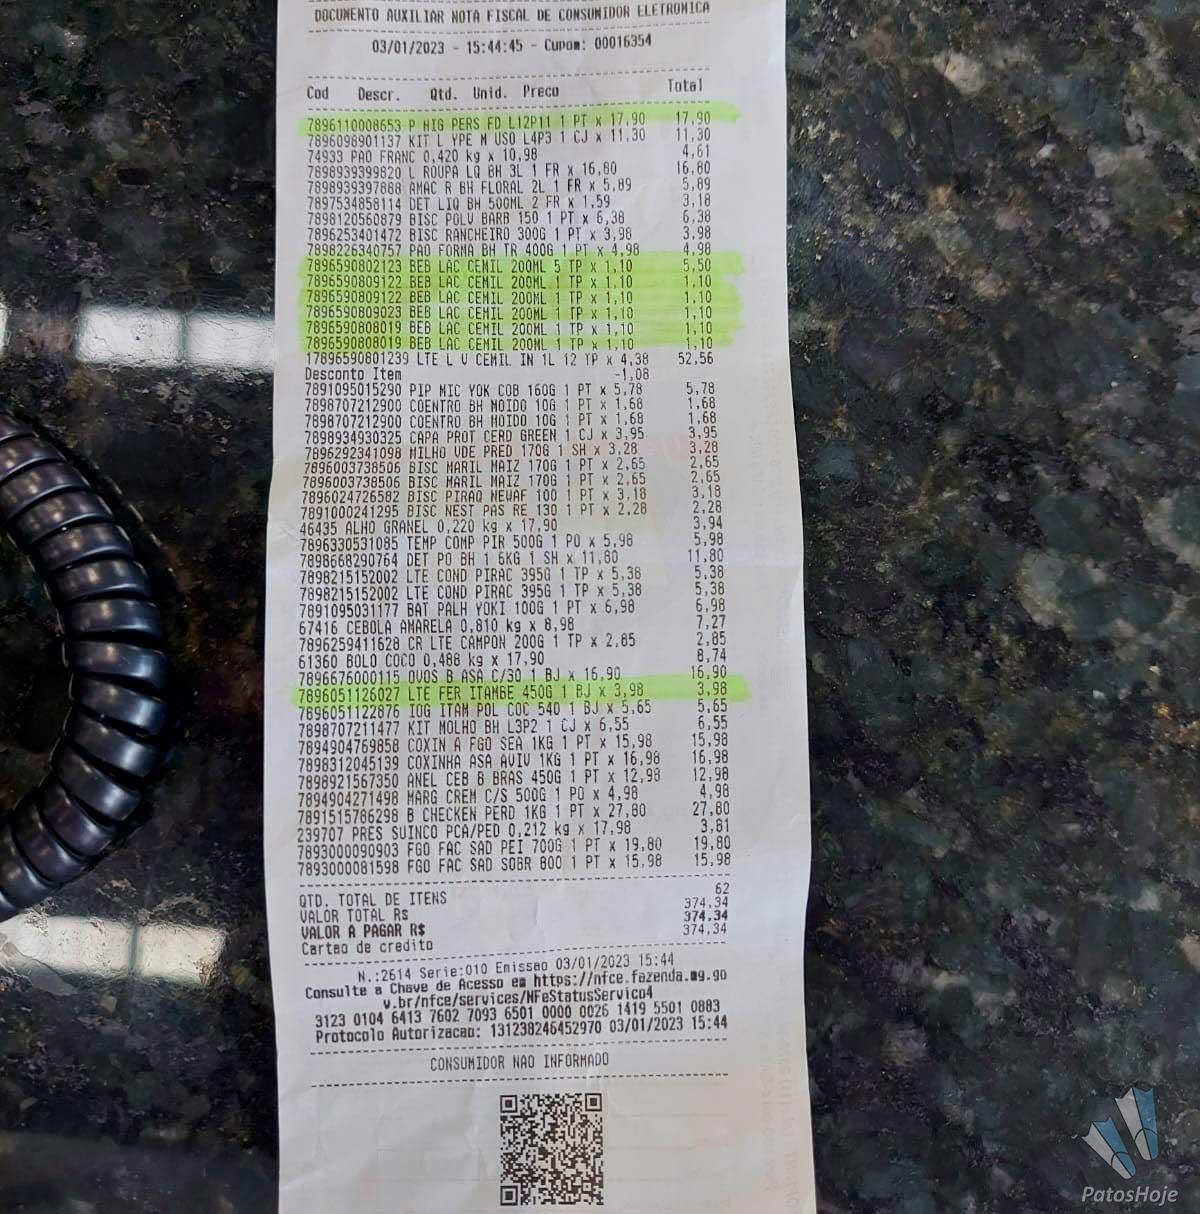 DOCUMENTO AUXILIAR NOTA FISCAL DE CONSUMIDOR ELETRONICA
03/01/2023 - 15:44:45 - Cupom: 00016354
Cod Descr. Qtd. Unid. Preco Total
7896110008653 P HIG PERS FD L12P11 1 PT x 17,90 17,90
7896098901137 KIT L YPE M USO L4P3 1 CJ x 11,30 11,30
74933 PAO FRANC 0,420 kg x 10,98 4,61
7898939399820 L ROUPA LQ BH 3L 1 FR x 16,80 16,80
7898939397888 AMAC R BH FLORAL 2L 1 FR x 5,89 5,89
7897534858114 DET LIQ BH 500ML 2 FR x 1,59 3,18
7898120560879 BISC POLV BARB 150 1 PT x 6,38 6,38
7896253401472 BISC RANCHEIRO 300G 1 PT x 3,98 3,98
7898226340757 PAO FORMA BH TR 400G 1 PT x 4,98 4,98
7896590802123 BEB LAC CEMIL 200ML 5 TP x 1,10 5,50
7896590809122 BEB LAC CEMIL 200ML 1 TP x 1,10 1,10
7896590809122 BEB LAC CEMIL 200ML 1 TP x 1,10 1,10
7896590809023 BEB LAC CEMIL 200ML 1 TP x 1,10 1,10
7896590808019 BEB LAC CEMIL 200ML 1 TP x 1,10 1,10
7896590808019 BEB LAC CEMIL 200ML 1 TP x 1,10 1,10
17896590801239 LTE L V CEMIL IN 1L 12 TP x 4,38 52,56
Desconto Item -1,08
7891095015290 PIP MIC YOK COB 160G 1 PT x 5,78 5,78
7898707212900 COENTRO BH MOIDO 10G 1 PT x 1,68 1,68
7898707212900 COENTRO BH MOIDO 10G 1 PT x 1,68 1,68
7898934930325 CAPA PROT CERD GREEN 1 CJ x 3,95 3,95
7896292341098 MILHO VDE PRED 170G 1 SH x 3,28 3,28
7896003738506 BISC MARIL MAIZ 170G 1 PT x 2,65 2,65
7896003738506 BISC MARIL MAIZ 170G 1 PT x 2,65 2,65
7896024726582 BISC PIRAQ NEWAF 100 1 PT x 3,18 3,18
7891000241295 BISC NEST PAS RE 130 1 PT x 2,28 2,28
46435 ALHO GRANEL 0,220 kg x 17,90 3,94
7896330531085 TEMP COMP PIR 500G 1 PO x 5,98 5,98
7898668290764 DET PO BH 1 6KG 1 SH x 11,80 11,80
7898215152002 LTE COND PIRAC 395G 1 TP x 5,38 5,38
7898215152002 LTE COND PIRAC 395G 1 TP x 5,38 5,38
7891095031177 BAT PALH YOKI 100G 1 PT x 6,98 6,98
67416 CEBOLA AMARELA 0,810 kg x 8,98 7,27
7896259411628 CR LTE CAMPON 200G 1 TP x 2,85 2,85
61360 BOLO COCO 0,488 kg x 17,90 8,74
7896676000115 OVOS B ASA C/30 1 BJ x 16,90 16,90
7896051126027 LTE FER ITAMBE 450G 1 BJ x 3,98 3,98
7896051122876 IOG ITAM POL COC 540 1 BJ x 5,65 5,65
7898707211477 KIT MOLHO BH L3P2 1 CJ x 6,55 6,55
7894904769858 COXIN A FGO SEA 1KG 1 PT x 15,98 15,98
7898312045139 COXINHA ASA AVIV 1KG 1 PT x 16,98 16,98
7898921567350 ANEL CEB B BRAS 450G 1 PT x 12,98 12,98
7894904271498 MARG CREM C/S 500G 1 PO x 4,98 4,98
7891515786298 B CHECKEN PERD 1KG 1 PT x 27,80 27,80
239707 PRES SUINCO PCA/PED 0,212 kg x 17,98 3,81
7893000090903 FGO FAC SAD PEI 700G 1 PT x 19,80 19,80
7893000081598 FGO FAC SAD SOBR 800 1 PT x 15,98 15,98
QTD. TOTAL DE ITENS 62
VALOR TOTAL R$ 374,34
VALOR A PAGAR R$ 374,34
Cartao de credito 374,34
N.:2614 Serie:010 Emissao 03/01/2023 15:44
Consulte a Chave de Acesso em https://nfce.fazenda.mg.go
v.br/nfce/services/NFeStatusServico4
3123 0104 6413 7602 7093 6501 0000 0026 1419 5501 0883
Protocolo Autorizacao: 131238246452970 03/01/2023 15:44
CONSUMIDOR NAO INFORMADO
PatosHoje